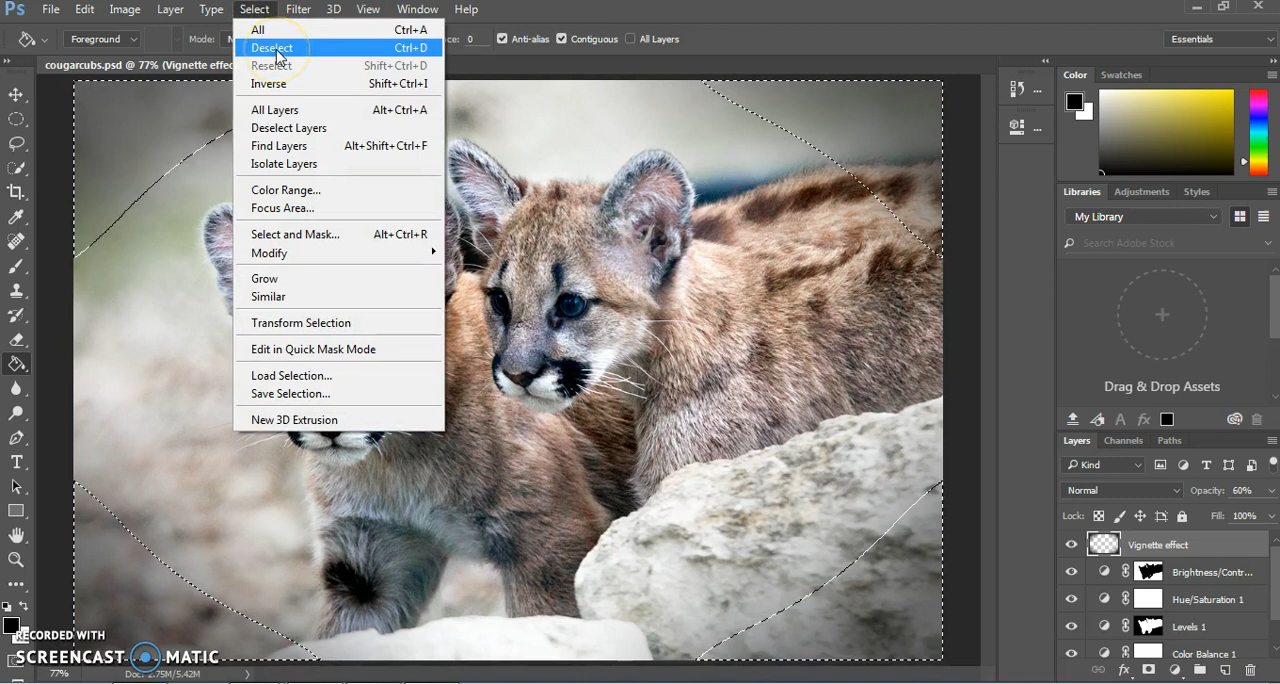 Ps File Edit Image Layer Type Select Filter 3D View Window Help
Foreground Mode: 0 Anti-alias Contiguous All Layers Essentials
cougarcubs.psd @ 77% (Vignette effec
All Ctrl+A
Deselect Ctrl+D
Reselect Shift+Ctrl+D
Inverse Shift+Ctrl+I
All Layers Alt+Ctrl+A
Deselect Layers
Find Layers Alt+Shift+Ctrl+F
Isolate Layers
Color Range...
Focus Area...
Select and Mask... Alt+Ctrl+R
Modify
Grow
Similar
Transform Selection
Edit in Quick Mask Mode
Load Selection...
Save Selection...
New 3D Extrusion
Color Swatches
Libraries Adjustments Styles
My Library
Search Adobe Stock
Drag & Drop Assets
Layers Channels Paths
Kind
Normal Opacity: 60%
Lock: Fill: 100%
Vignette effect
Brightness/Contr...
Hue/Saturation 1
Levels 1
Color Balance 1
RECORDED WITH
SCREENCAST MATIC
77% Doc: 2.75M/5.42M